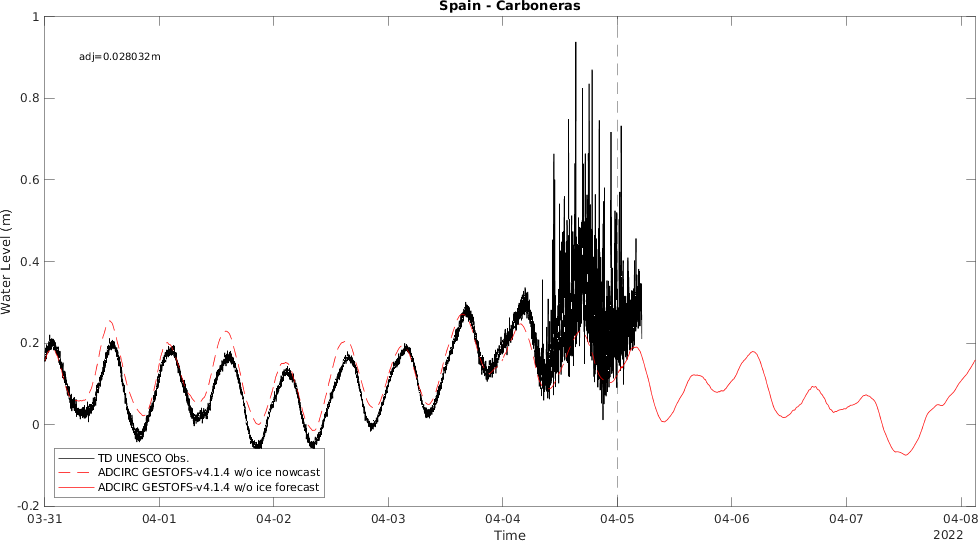 Spain - Carboneras
adj=0.028032m
Water Level (m)
1
0.8
0.6
0.4
0.2
0
-0.2
TD UNESCO Obs.
ADCIRC GESTOFS-v4.1.4 w/o ice nowcast
ADCIRC GESTOFS-v4.1.4 w/o ice forecast
03-31 04-01 04-02 04-03 04-04 04-05 04-06 04-07 04-08
Time
2022